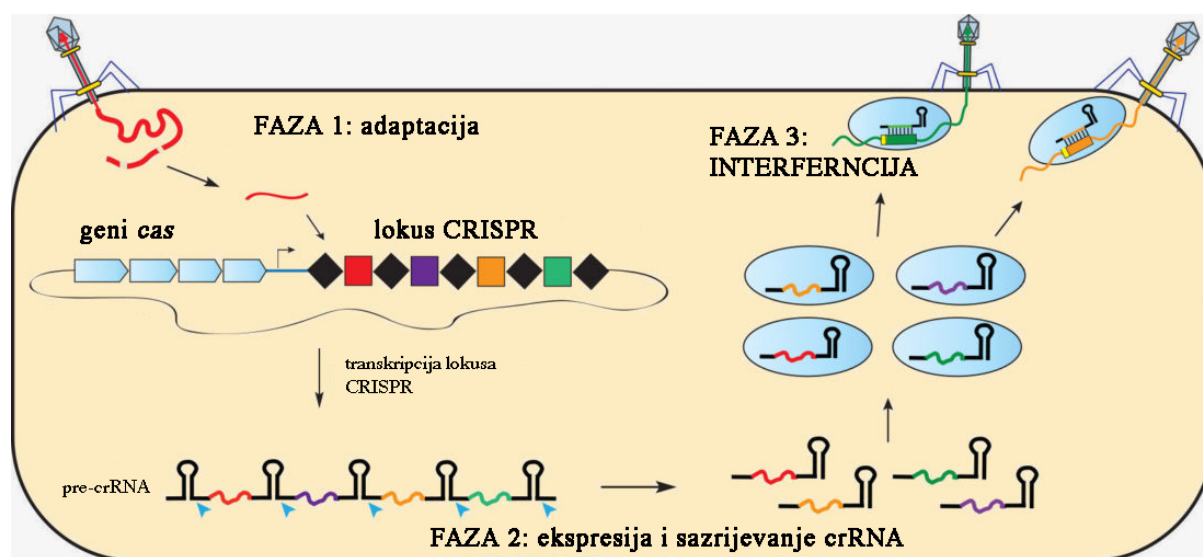 FAZA 1: adaptacija
geni cas
lokus CRISPR
transkripcija lokusa
CRISPR
pre-crRNA
FAZA 2: ekspresija i sazrijevanje crRNA
FAZA 3:
INTERFERNCIJA